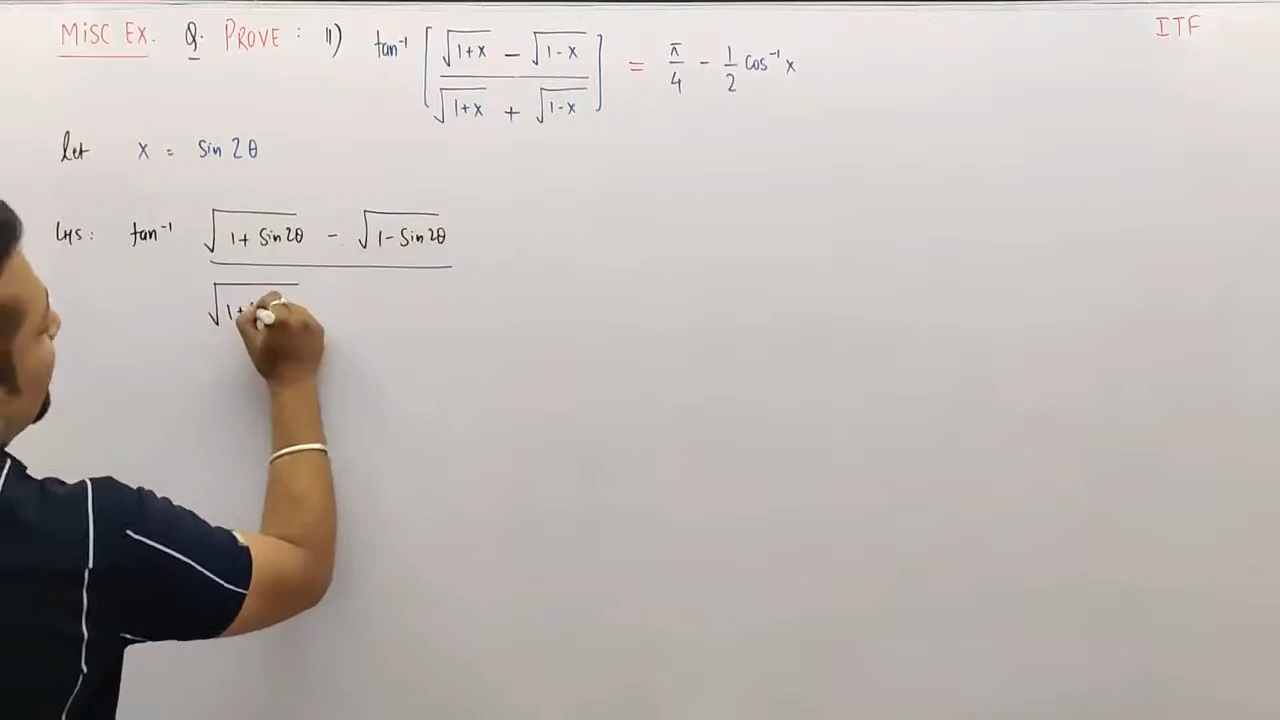 MISC EX. Q. PROVE : 11) tan⁻¹ [ (√(1+x) − √(1-x)) / (√(1+x) + √(1-x)) ] = π/4 - 1/2 cos⁻¹ x
ITF
let x = sin 2θ
LHS: tan⁻¹ √(1+ sin2θ) - √(1- sin2θ)
√(1+